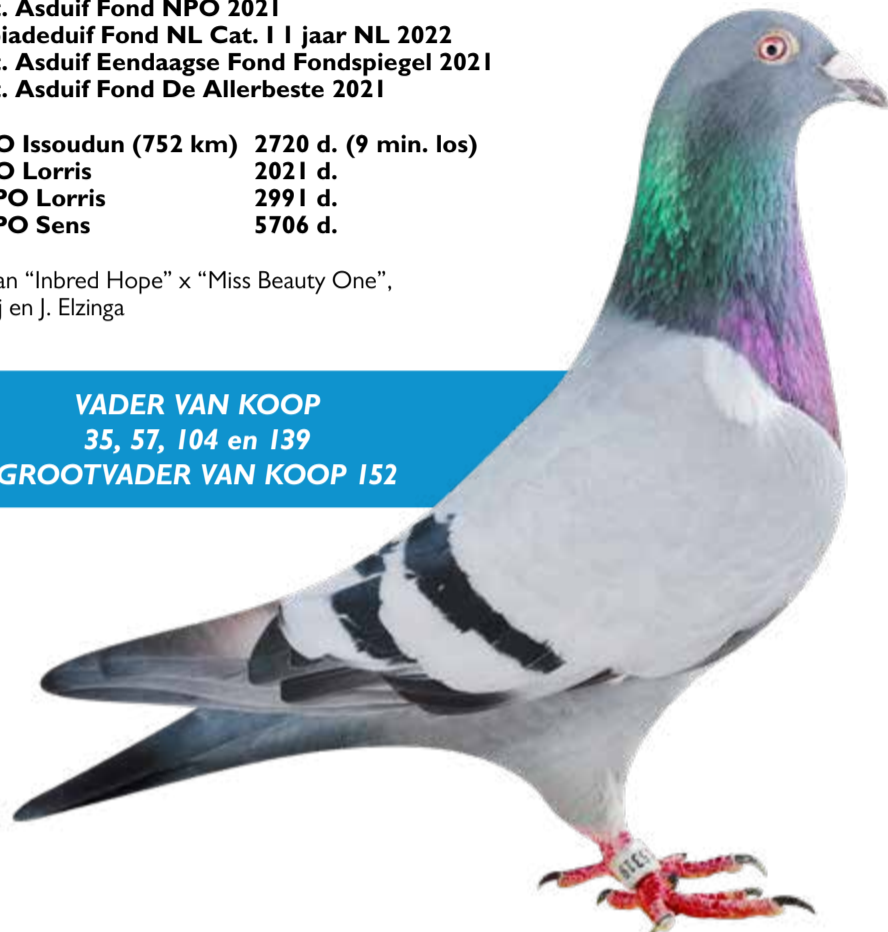 . Asduif Fond NPO 2021
iadeduif Fond NL Cat. I 1 jaar NL 2022
. Asduif Eendaagse Fond Fondspiegel 2021
. Asduif Fond De Allerbeste 2021
O Issoudun (752 km) 2720 d. (9 min. los)
O Lorris 2021 d.
PO Lorris 2991 d.
PO Sens 5706 d.
an “Inbred Hope” x “Miss Beauty One”,
j en J. Elzinga
VADER VAN KOOP
35, 57, 104 en 139
GROOTVADER VAN KOOP 152